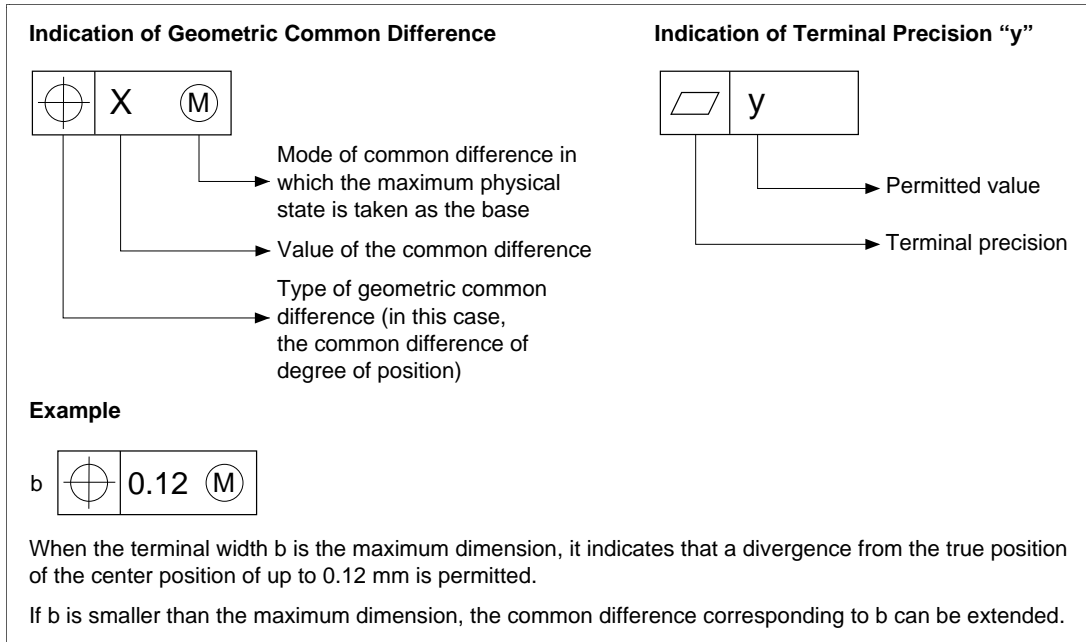 Indication of Geometric Common Difference
X M
Mode of common difference in
which the maximum physical
state is taken as the base
Value of the common difference
Type of geometric common
difference (in this case,
the common difference of
degree of position)
Indication of Terminal Precision “y”
y
Permitted value
Terminal precision
Example
b 0.12 M
When the terminal width b is the maximum dimension, it indicates that a divergence from the true position
of the center position of up to 0.12 mm is permitted.
If b is smaller than the maximum dimension, the common difference corresponding to b can be extended.